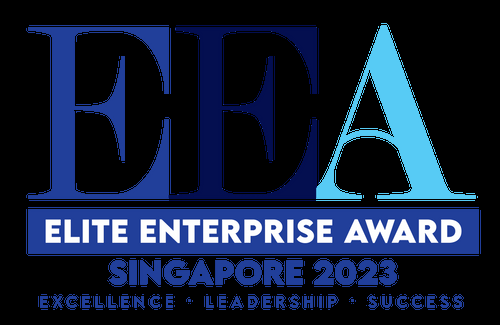 EEA
ELITE ENTERPRISE AWARD
SINGAPORE 2023
EXCELLENCE • LEADERSHIP • SUCCESS